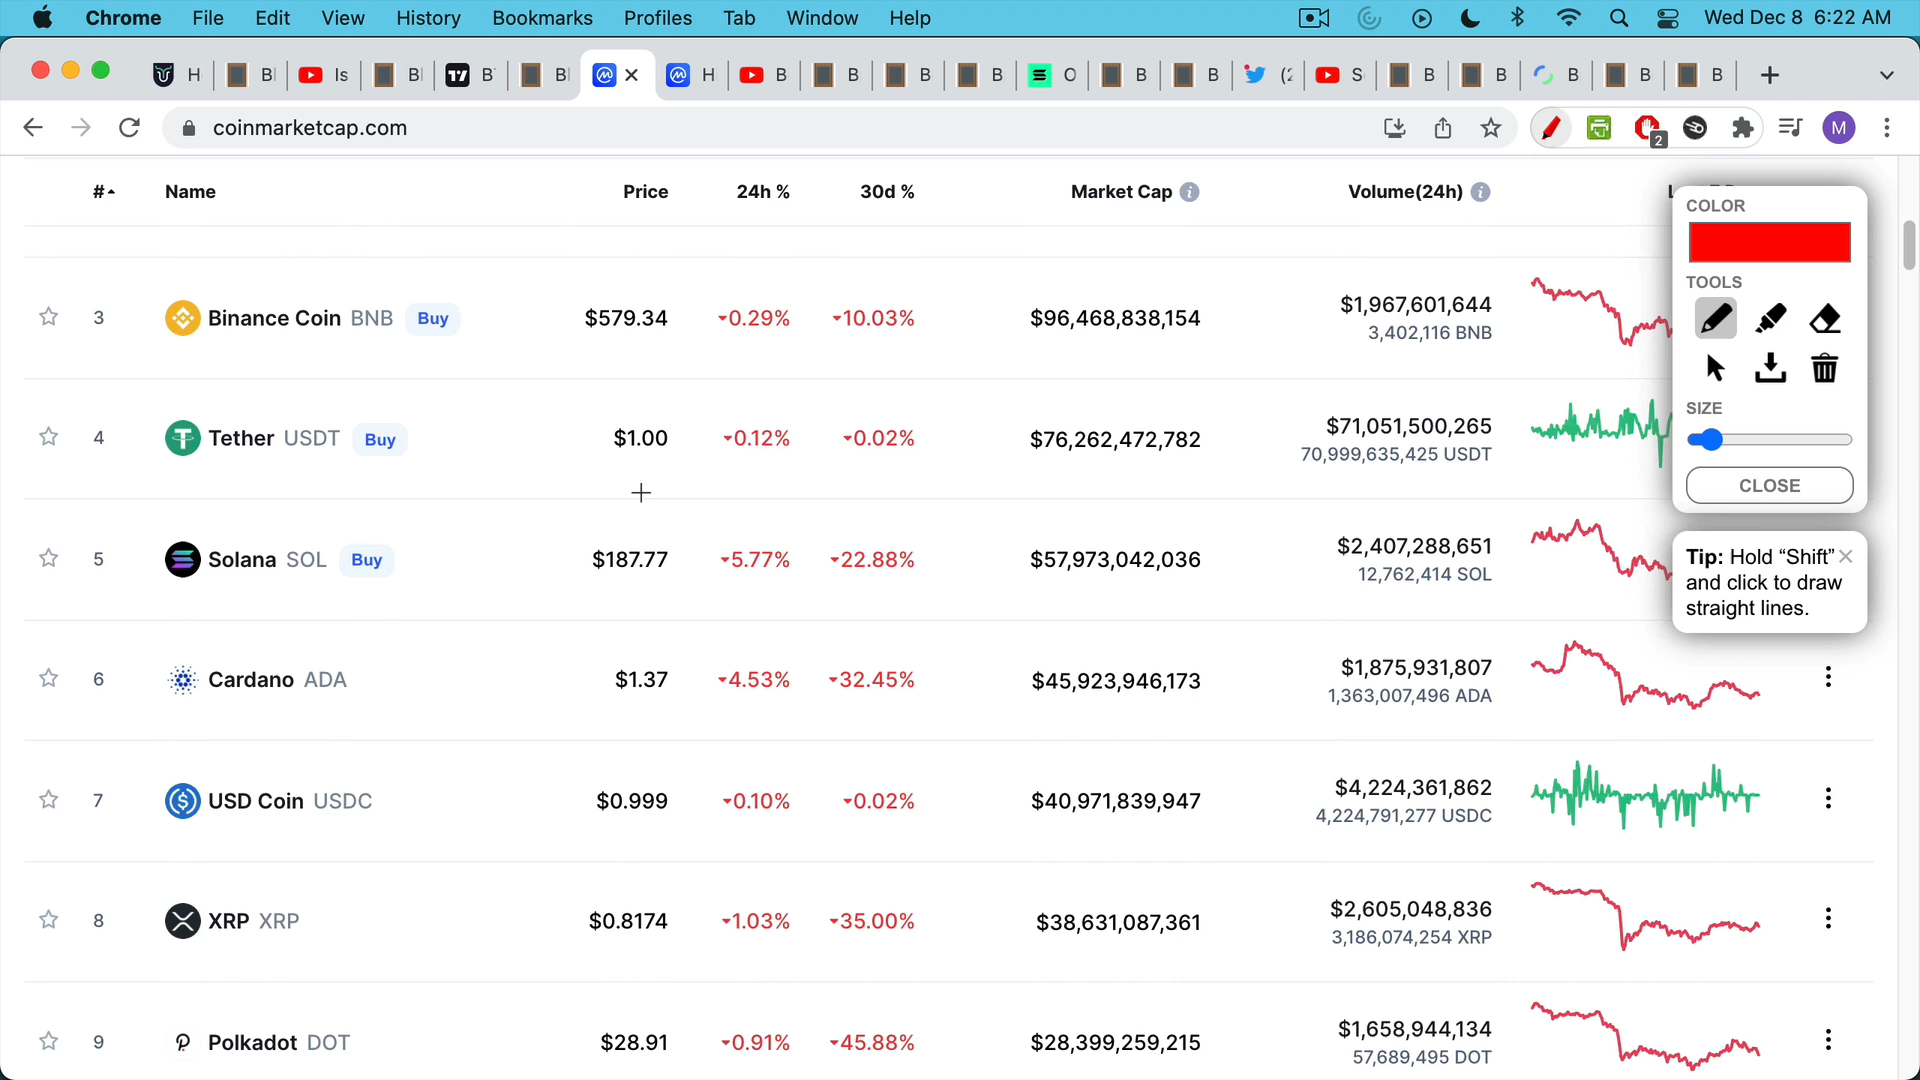 Chrome File Edit View History Bookmarks Profiles Tab Window Help Wed Dec 8 6:22 AM
H B Is B B B H B B B B O B B (2 S B B B B B
coinmarketcap.com 2 M
# Name Price 24h % 30d % Market Cap Volume(24h)
3 Binance Coin BNB Buy $579.34 0.29% 10.03% $96,468,838,154 $1,967,601,644
3,402,116 BNB
4 Tether USDT Buy $1.00 0.12% 0.02% $76,262,472,782 $71,051,500,265
70,999,635,425 USDT
5 Solana SOL Buy $187.77 5.77% 22.88% $57,973,042,036 $2,407,288,651
12,762,414 SOL
6 Cardano ADA $1.37 4.53% 32.45% $45,923,946,173 $1,875,931,807
1,363,007,496 ADA
7 USD Coin USDC $0.999 0.10% 0.02% $40,971,839,947 $4,224,361,862
4,224,791,277 USDC
8 XRP XRP $0.8174 1.03% 35.00% $38,631,087,361 $2,605,048,836
3,186,074,254 XRP
9 Polkadot DOT $28.91 0.91% 45.88% $28,399,259,215 $1,658,944,134
57,689,495 DOT
COLOR
TOOLS
SIZE
CLOSE
Tip: Hold “Shift”
and click to draw
straight lines.